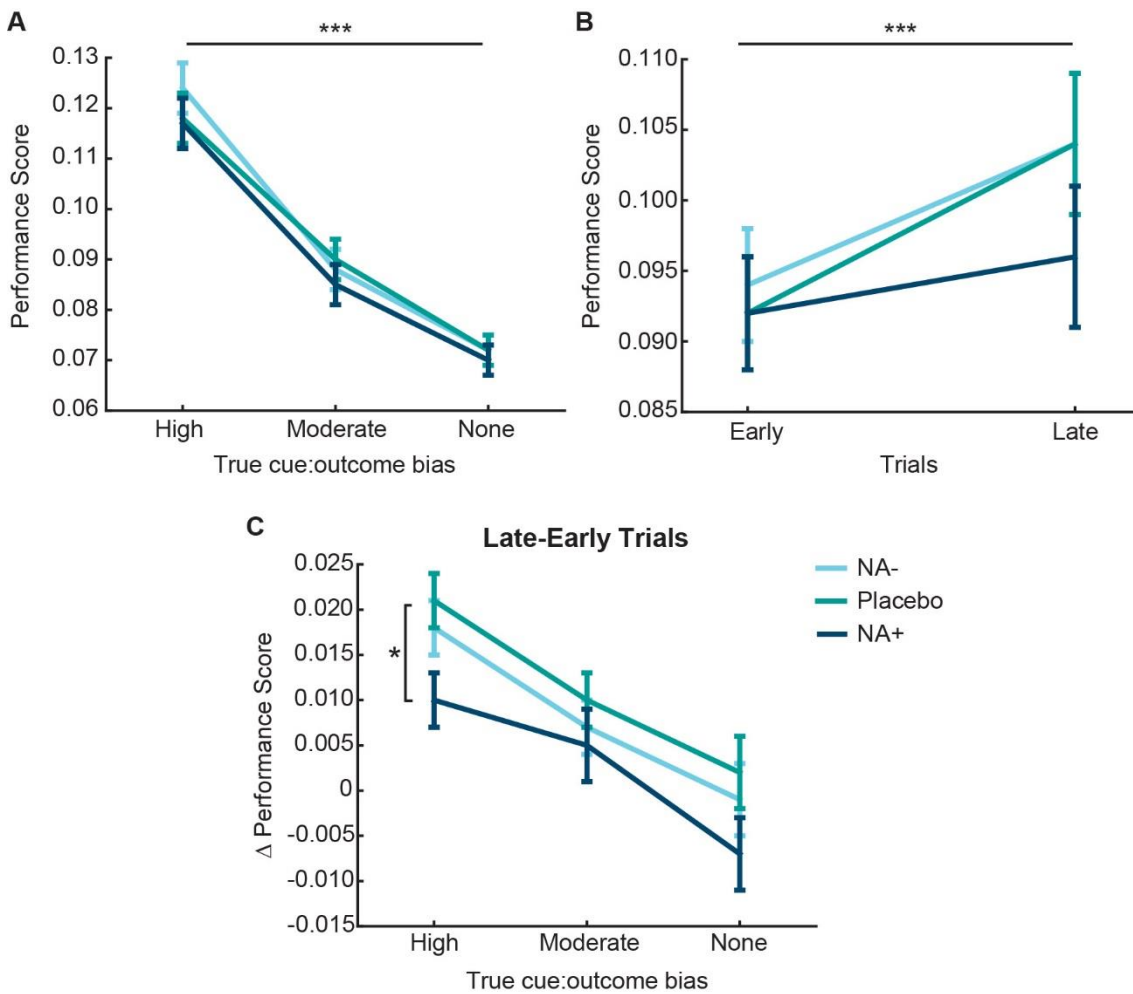 A
***
Performance Score
0.13
0.12
0.11
0.10
0.09
0.08
0.07
0.06
High Moderate None
True cue:outcome bias
B
***
Performance Score
0.110
0.105
0.100
0.095
0.090
0.085
Early Late
Trials
C
Late-Early Trials
Δ Performance Score
0.025
0.020
0.015
0.010
0.005
0
-0.005
-0.010
-0.015
*
High Moderate None
True cue:outcome bias
NA-
Placebo
NA+